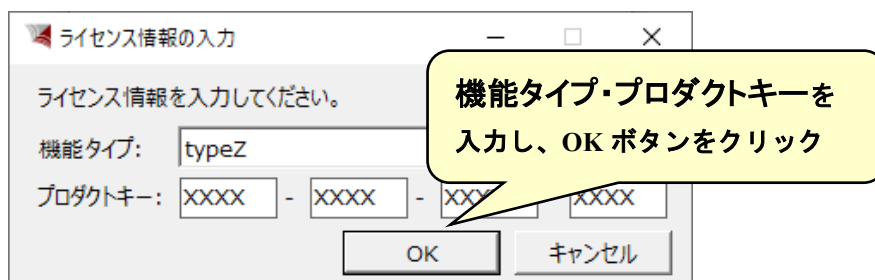 ライセンス情報の入力
ライセンス情報を入力してください。
機能タイプ: typeZ
プロダクトキー: XXXX - XXXX - XXXX - XXXX
OK キャンセル
機能タイプ・プロダクトキーを
入力し、OK ボタンをクリック